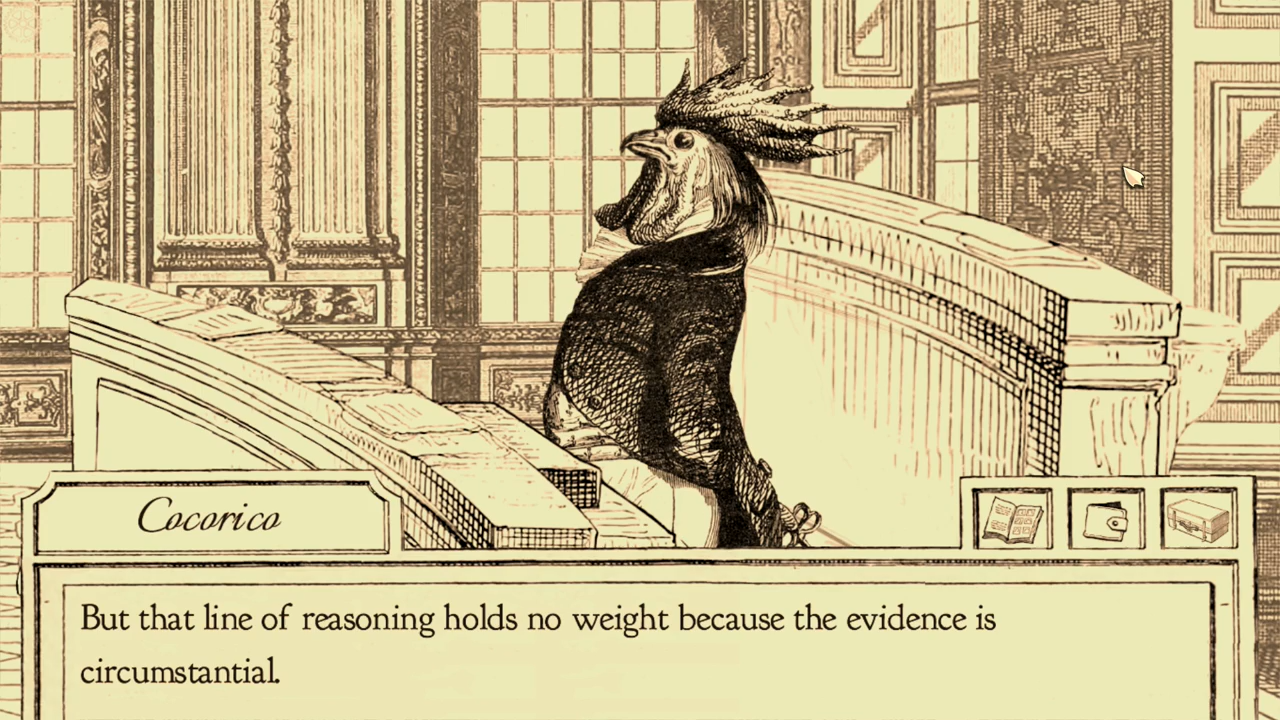 Cocorico
But that line of reasoning holds no weight because the evidence is
circumstantial.